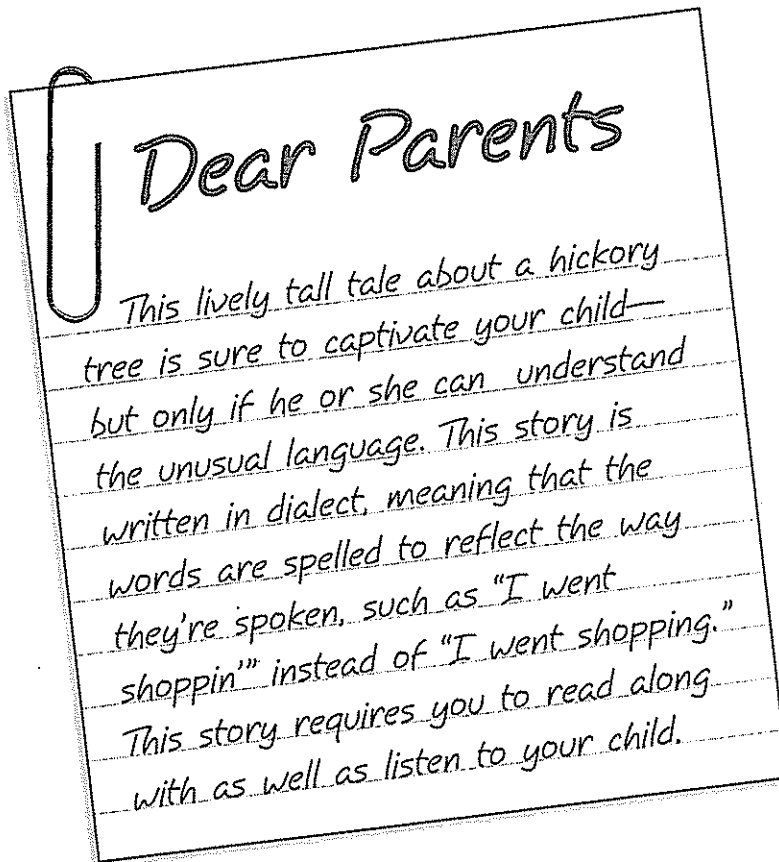 Dear Parents
This lively tall tale about a hickory
tree is sure to captivate your child—
but only if he or she can understand
the unusual language. This story is
written in dialect, meaning that the
words are spelled to reflect the way
they're spoken, such as "I went
shoppin'" instead of "I went shopping."
This story requires you to read along
with as well as listen to your child.